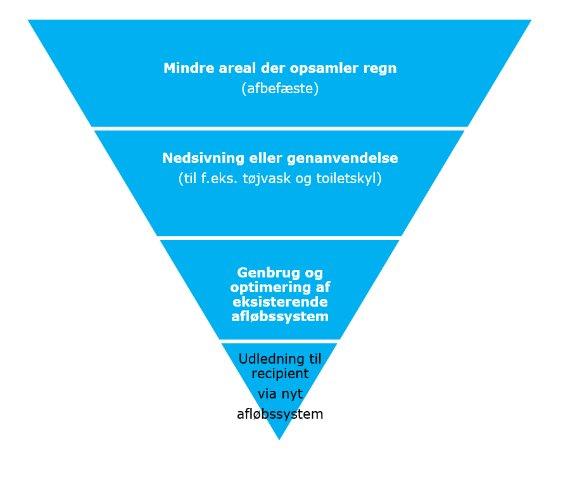 Mindre areal der opsamler regn
(afbefæste)
Nedsivning eller genanvendelse
(til f.eks. tøjvask og toiletskyl)
Genbrug og
optimering af
eksisterende
afløbssystem
Udledning til
recipient
via nyt
afløbssystem